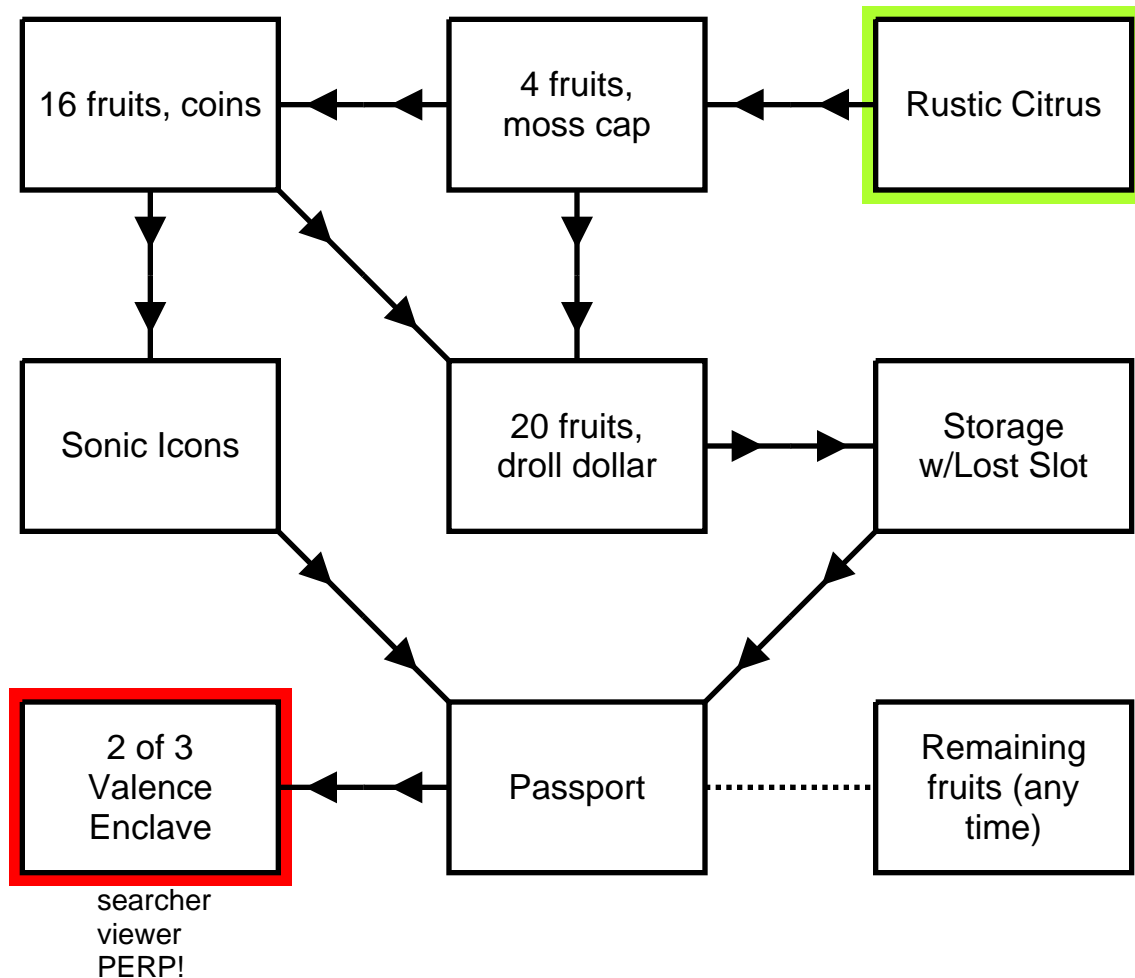 16 fruits, coins
4 fruits,
moss cap
Rustic Citrus
Sonic Icons
20 fruits,
droll dollar
Storage
w/Lost Slot
2 of 3
Valence
Enclave
Passport
Remaining
fruits (any
time)
searcher
viewer
PERP!